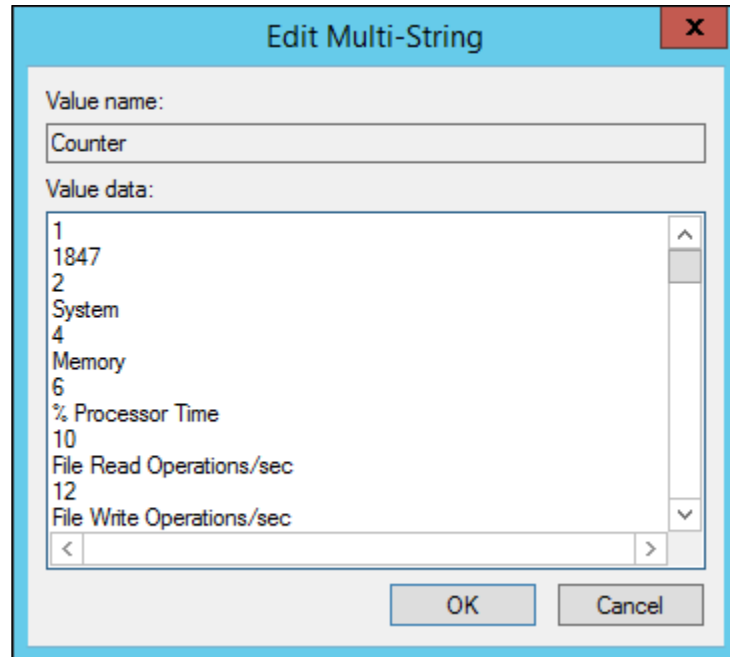 Edit Multi-String
x
Value name:
Counter
Value data:
1
1847
2
System
4
Memory
6
% Processor Time
10
File Read Operations/sec
12
File Write Operations/sec
OK
Cancel